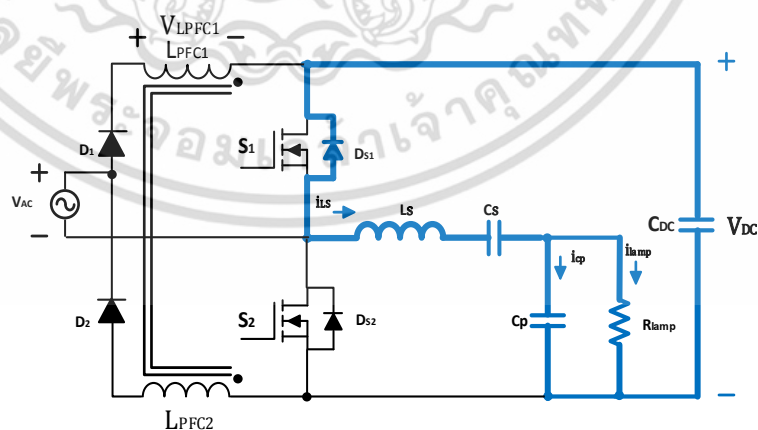 + VLPFC1 −
LPFC1
+
D1
S1
DS1
+
VAC
iLS
LS
CS
CDC
VDC
−
icp
ilamp
D2
S2
DS2
Cp
Rlamp
−
LPFC2